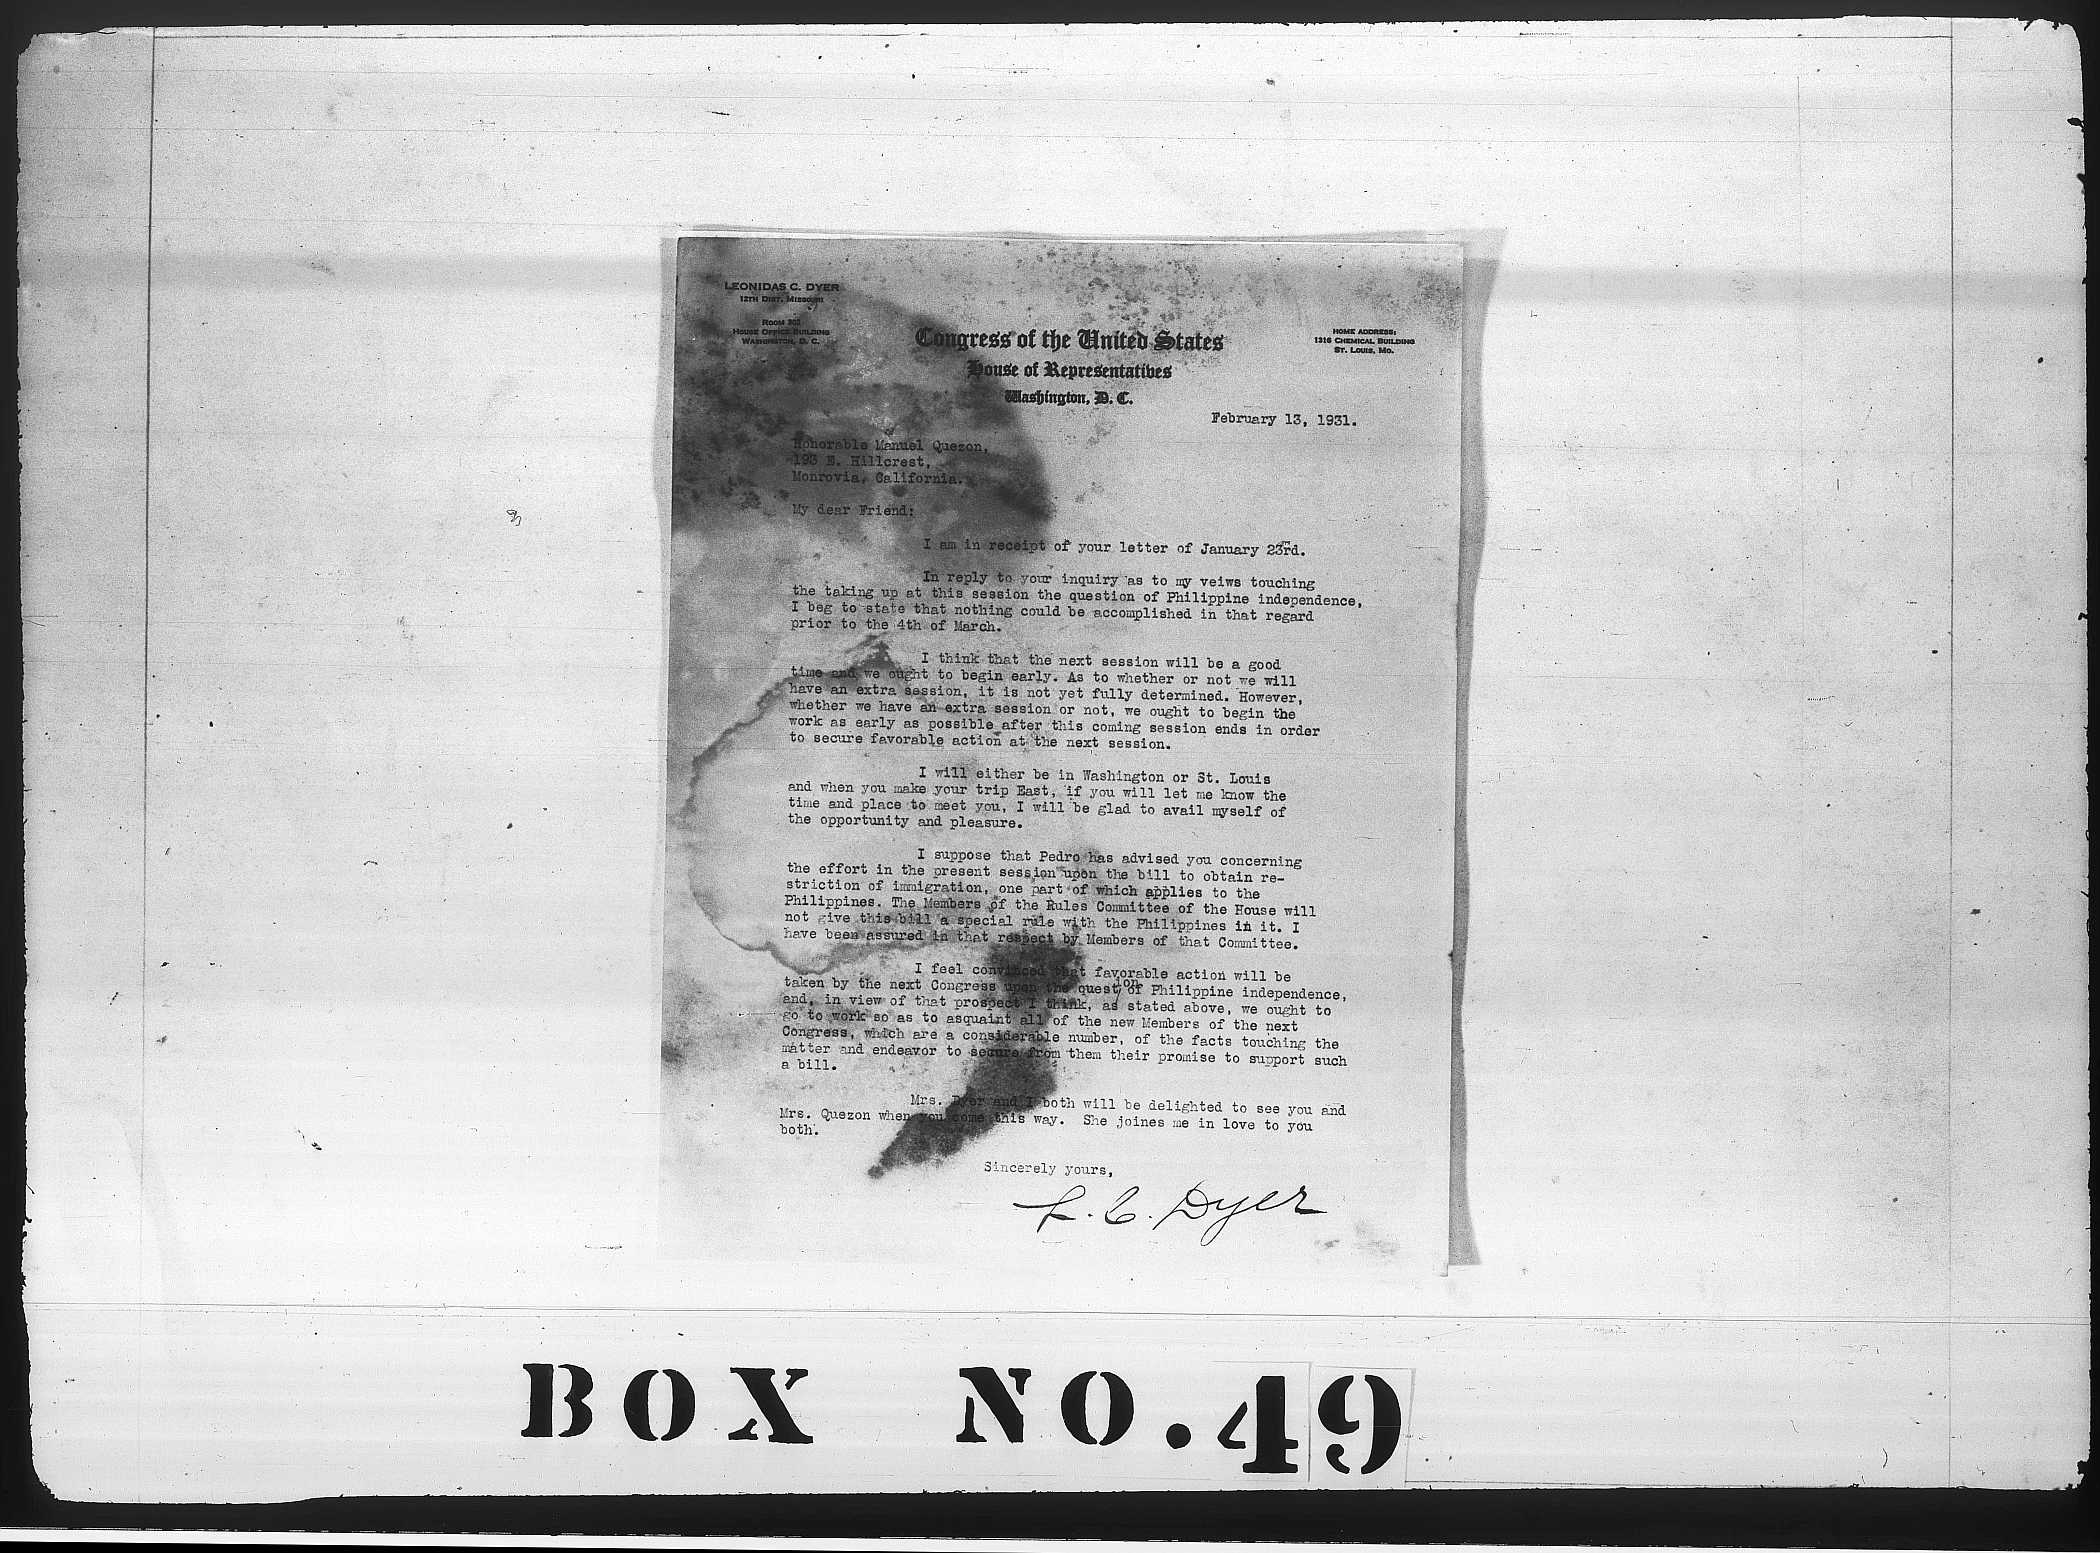 LEONIDAS C. DYER
12TH DIST. MISSOURI
ROOM
HOUSE OFFICE BUILDING
WASHINGTON, D. C.
Congress of the United States
House of Representatives
Washington, D. C.
HOME ADDRESS:
1316 CHEMICAL BUILDING
ST. LOUIS, MO.
February 13, 1931.
Honorable Manuel Quezon,
193 E. Hillcrest,
Monrovia, California.
My dear Friend:
I am in receipt of your letter of January 23rd.
In reply to your inquiry as to my veiws touching
the taking up at this session the question of Philippine independence,
I beg to state that nothing could be accomplished in that regard
prior to the 4th of March.
I think that the next session will be a good
time and we ought to begin early. As to whether or not we will
have an extra session, it is not yet fully determined. However,
whether we have an extra session or not, we ought to begin the
work as early as possible after this coming session ends in order
to secure favorable action at the next session.
I will either be in Washington or St. Louis
and when you make your trip East, if you will let me know the
time and place to meet you, I will be glad to avail myself of
the opportunity and pleasure.
I suppose that Pedro has advised you concerning
the effort in the present session upon the bill to obtain re-
striction of immigration, one part of which applies to the
Philippines. The Members of the Rules Committee of the House will
not give this bill a special rule with the Philippines in it. I
have been assured in that respect by Members of that Committee.
I feel convinced that favorable action will be
taken by the next Congress upon the question of Philippine independence,
and, in view of that prospect I think, as stated above, we ought to
go to work so as to asquaint all of the new Members of the next
Congress, which are a considerable number, of the facts touching the
matter and endeavor to secure from them their promise to support such
a bill.
Mrs. Dyer and I both will be delighted to see you and
Mrs. Quezon when you come this way. She joines me in love to you
both.
Sincerely yours,
L. C. Dyer
BOX NO. 49